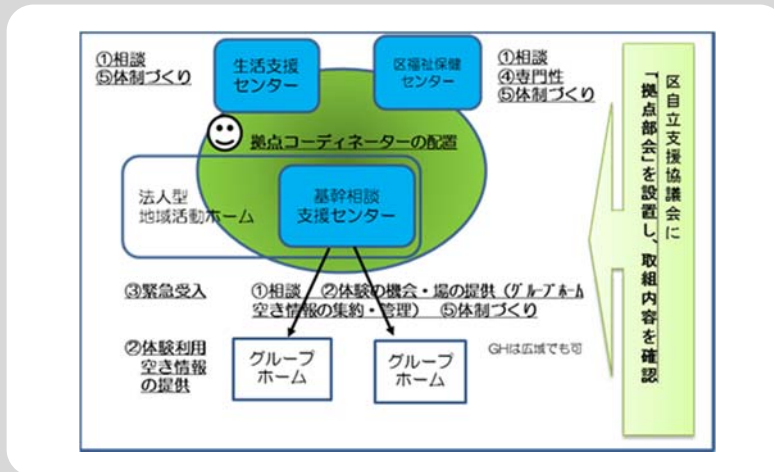 ①相談
⑤体制づくり
生活支援
センター
区福祉保健
センター
①相談
④専門性
⑤体制づくり
拠点コーディネーターの配置
法人型
地域活動ホーム
基幹相談
支援センター
③緊急受入
①相談 ②体験の機会・場の提供（グループホーム
空き情報の集約・管理） ⑤体制づくり
②体験利用
空き情報
の提供
グループ
ホーム
グループ
ホーム
GHは広域でも可
区自立支援協議会に
「拠点部会」を設置し、取組内容を確認